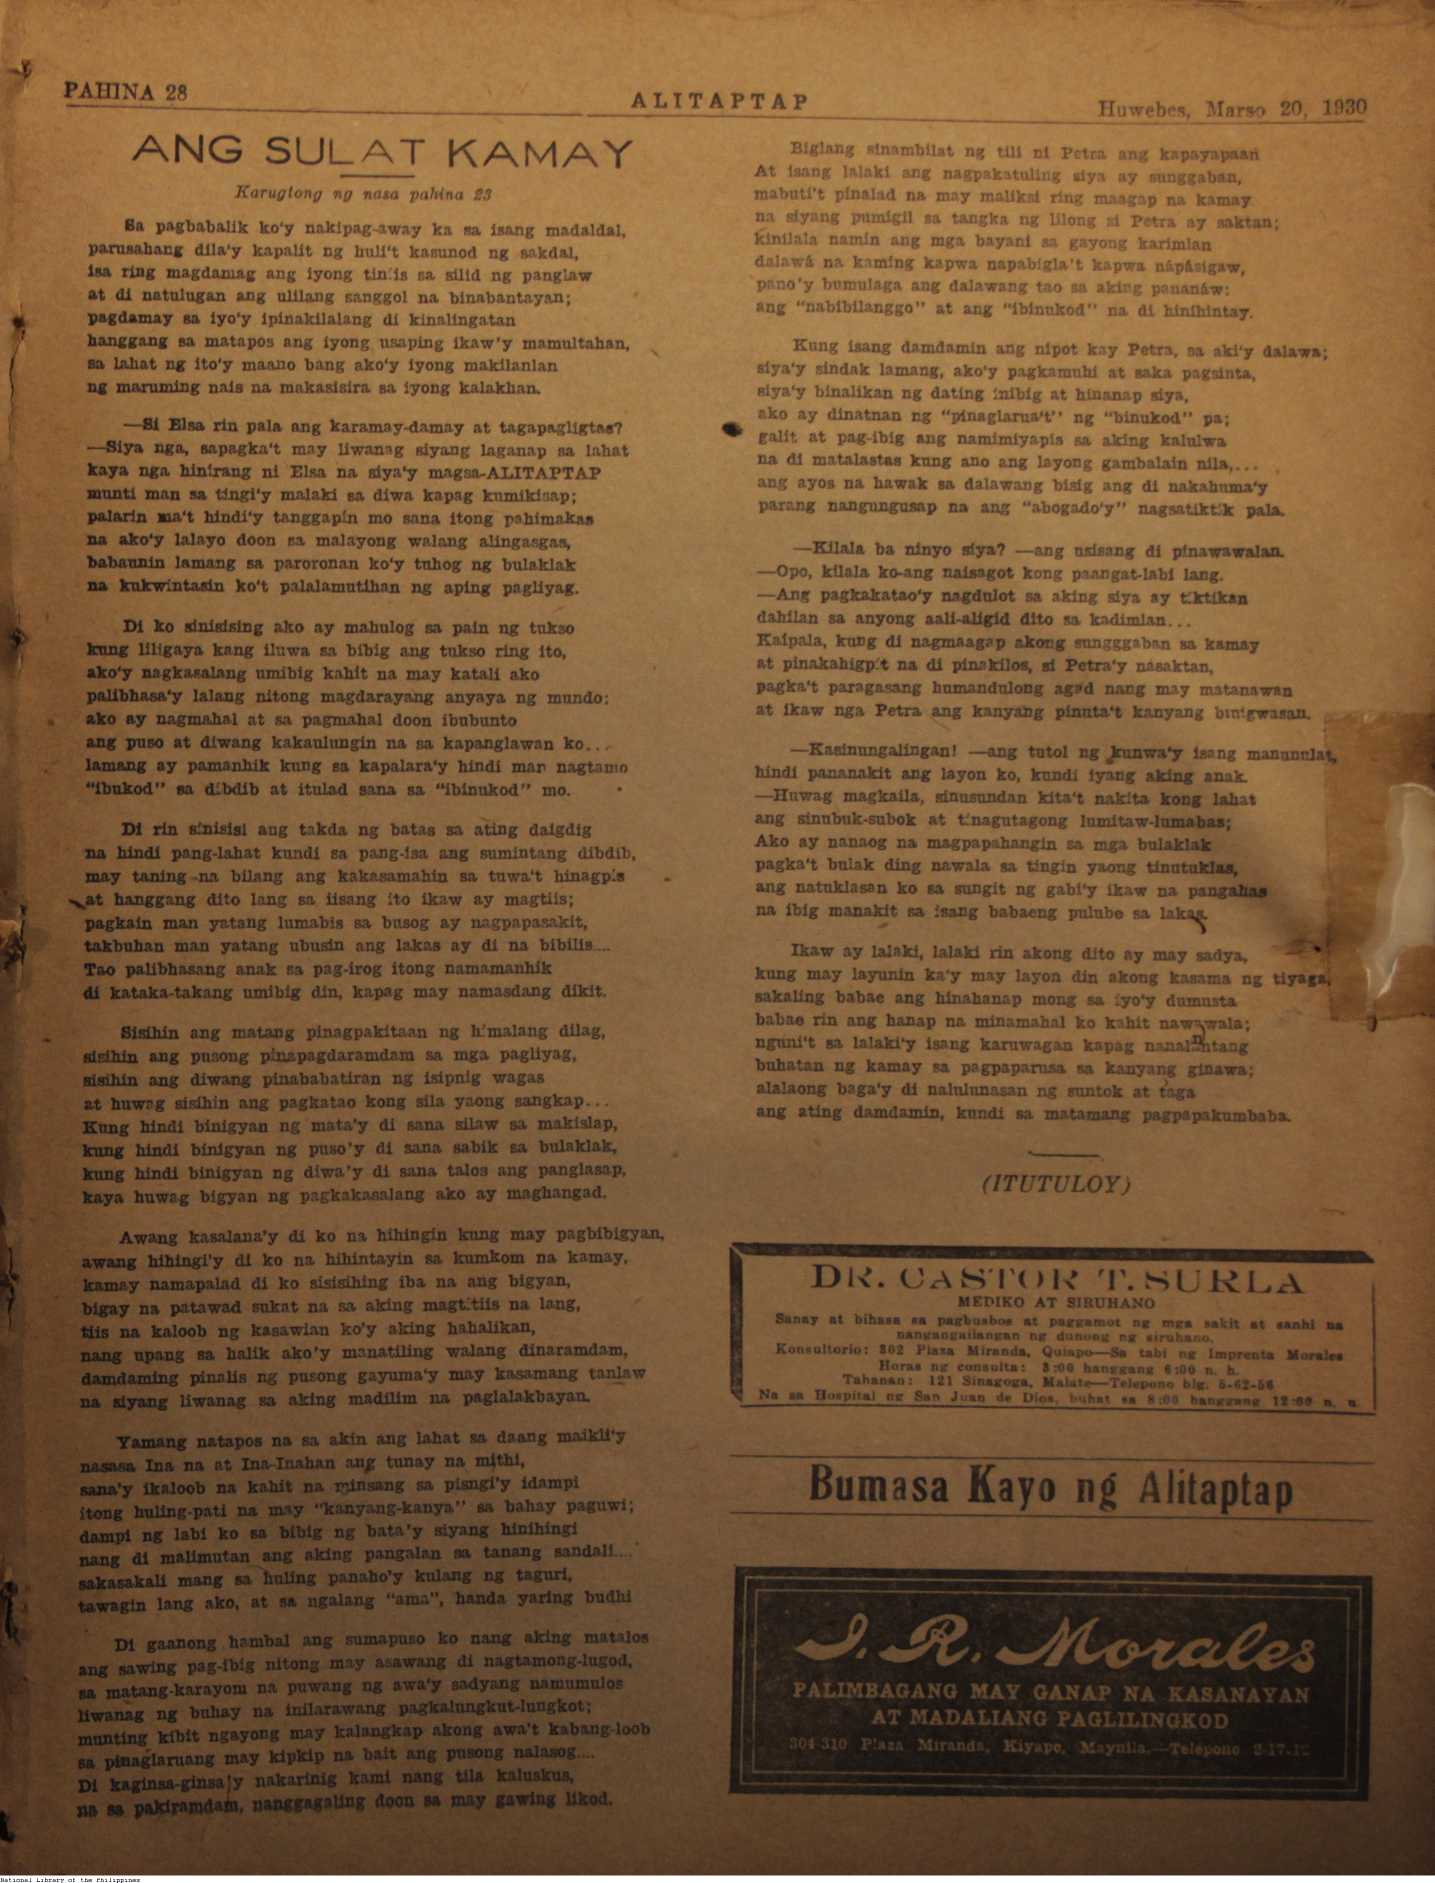 PAHINA 28
ALITAPTAP
Huwebes, Marso 20, 1930
ANG SULAT KAMAY
Karugtong ng nasa pahina 23
Sa pagbabalik ko'y nakipag-away ka sa isang madaldal,
parusahang dila'y kapalit ng huli't kasunod ng sakdal,
isa ring magdamag ang iyong tiniis sa silid ng panglaw
at di natulugan ang ulilang sanggol na binabantayan;
pagdamay sa iyo'y ipinakilalang di kinalingatan
hanggang sa matapos ang iyong usaping ikaw'y mamultahan,
sa lahat ng ito'y maano bang ako'y iyong makilanlan
ng maruming nais na makasisira sa iyong kalakhan.
—Si Elsa rin pala ang karamay-damay at tagapagligtas?
—Siya nga, sapagka't may liwanag siyang laganap sa lahat
kaya nga hinirang ni Elsa na siya'y magsa-ALITAPTAP
munti man sa tingi'y malaki sa diwa kapag kumikisap;
palarin ma't hindi'y tanggapin mo sana itong pahimakas
na ako'y lalayo doon sa malayong walang alingasgas,
babaunin lamang sa paroronan ko'y tuhog ng bulaklak
na kukwintasin ko't palalamutihan ng aping pagliyag.
Di ko sinisising ako ay mahulog sa pain ng tukso
kung liligaya kang iluwa sa bibig ang tukso ring ito,
ako'y nagkasalang umibig kahit na may katali ako
palibhasa'y lalang nitong magdarayang anyaya ng mundo;
ako ay nagmahal at sa pagmahal doon ibubunto
ang puso at diwang kakaulungin na sa kapanglawan ko...
lamang ay pamanhik kung sa kapalara'y hindi man nagtamo
"ibukod" sa dibdib at itulad sana sa "ibinukod" mo.
Di rin sinisisi ang takda ng batas sa ating daigdig
na hindi pang-lahat kundi sa pang-isa ang sumintang dibdib,
may taning na bilang ang kakasamahin sa tuwa't hinagpis
at hanggang dito lang sa iisang ito ikaw ay magtiis;
pagkain man yatang lumabis sa busog ay nagpapasakit,
takbuhan man yatang ubusin ang lakas ay di na bibilis....
Tao palibhasang anak sa pag-irog itong namamanhik
di kataka-takang umibig din, kapag may namasdang dikit.
Sisihin ang matang pinagpakitaan ng himalang dilag,
sisihin ang pusong pinapagdaramdam sa mga pagliyag,
sisihin ang diwang pinababatiran ng isipnig wagas
at huwag sisihin ang pagkatao kong sila yaong sangkap...
Kung hindi binigyan ng mata'y di sana silaw sa makislap,
kung hindi binigyan ng puso'y di sana sabik sa bulaklak,
kung hindi binigyan ng diwa'y di sana talos ang panglasap,
kaya huwag bigyan ng pagkakasalang ako ay maghangad.
Awang kasalana'y di ko na hihingin kung may pagbibigyan,
awang hihingi'y di ko na hihintayin sa kumkom na kamay,
kamay namapalad di ko sisisihing iba na ang bigyan,
bigay na patawad sukat na sa aking magtitiis na lang,
tiis na kaloob ng kasawian ko'y aking hahalikan,
nang upang sa halik ako'y manatiling walang dinaramdam,
damdaming pinalis ng pusong gayuma'y may kasamang tanlaw
na siyang liwanag sa aking madilim na paglalakbayan.
Yamang natapos na sa akin ang lahat sa daang maikli'y
nasasa Ina na at Ina-Inahan ang tunay na mithi,
sana'y ikaloob na kahit na minsang sa pisngi'y idampi
itong huling-pati na may "kanyang-kanya" sa bahay paguwi;
dampi ng labi ko sa bibig ng bata'y siyang hinihingi
nang di malimutan ang aking pangalan sa tanang sandali....
sakasakali mang sa huling panaho'y kulang ng taguri,
tawagin lang ako, at sa ngalang "ama", handa yaring budhi
Di gaanong hambal ang sumapuso ko nang aking matalos
ang sawing pag-ibig nitong may asawang di nagtamong-lugod,
sa matang-karayom na puwang ng awa'y sadyang namumulos
liwanag ng buhay na inilarawang pagkalungkut-lungkot;
munting kibit ngayong may kalangkap akong awa't kabang-loob
sa pinaglaruang may kipkip na bait ang pusong nalasog....
Di kaginsa-ginsa'y nakarinig kami nang tila kaluskus,
na sa pakiramdam, nanggagaling doon sa may gawing likod.
Biglang sinambilat ng tili ni Petra ang kapayapaan
At isang lalaki ang nagpakatuling siya ay sunggaban,
mabuti't pinalad na may maliksi ring maagap na kamay
na siyang pumigil sa tangka ng lilong si Petra ay saktan;
kinilala namin ang mga bayani sa gayong karimlan
dalawá na kaming kapwa napabigla't kapwa nápásigaw,
pano'y bumulaga ang dalawang tao sa aking pananáw:
ang "nabibilanggo" at ang "ibinukod" na di hinihintay.
Kung isang damdamin ang nipot kay Petra, sa aki'y dalawa;
siya'y sindak lamang, ako'y pagkamuhi at saka pagsinta,
siya'y binalikan ng dating inibig at hinanap siya,
ako ay dinatnan ng "pinaglarua't" ng "binukod" pa;
galit at pag-ibig ang namimiyapis sa aking kalulwa
na di matalastas kung ano ang layong gambalain nila,...
ang ayos na hawak sa dalawang bisig ang di nakahuma'y
parang nangungusap na ang "abogado'y" nagsatiktik pala.
—Kilala ba ninyo siya? —ang usisang di pinawawalan.
—Opo, kilala ko-ang naisagot kong paangat-labi lang.
—Ang pagkakatao'y nagdulot sa aking siya ay tiktikan
dahilan sa anyong aali-aligid dito sa kadimlan...
Kaipala, kung di nagmaagap akong sungggaban sa kamay
at pinakahigpit na di pinakilos, si Petra'y nasaktan,
pagka't paragasang humandulong agad nang may matanawan
at ikaw nga Petra ang kanyang pinuta't kanyang binigwasan.
—Kasinungalingan! —ang tutol ng kunwa'y isang manunulat,
hindi pananakit ang layon ko, kundi iyang aking anak.
—Huwag magkaila, sinusundan kita't nakita kong lahat
ang sinubuk-subok at tinagutagong lumitaw-lumabas;
Ako ay nanaog na magpapahangin sa mga bulaklak
pagka't bulak ding nawala sa tingin yaong tinutuklas,
ang natuklasan ko sa sungit ng gabi'y ikaw na pangahas
na ibig manakit sa isang babaeng pulube sa lakas.
Ikaw ay lalaki, lalaki rin akong dito ay may sadya,
kung may layunin ka'y may layon din akong kasama ng tiyaga,
sakaling babae ang hinahanap mong sa iyo'y dumusta
babae rin ang hanap na minamahal ko kahit nawawala;
nguni't sa lalaki'y isang karuwagan kapag nanalantang
buhatan ng kamay sa pagpaparusa sa kanyang ginawa;
alalaong baga'y di nalulunasan ng suntok at taga
ang ating damdamin, kundi sa matamang pagpapakumbaba.
(ITUTULOY)
DR. CASTOR T. SURLA
MEDIKO AT SIRUHANO
Sanay at bihasa sa pagbusbos at paggamot ng mga sakit at sanhi na
nangangailangan ng dunong ng siruhano.
Konsultorio: 302 Plaza Miranda, Quiapo—Sa tabi ng Imprenta Morales
Horas ng consulta: 3:00 hanggang 6:00 n. h.
Tahanan: 121 Sinagoga, Malate—Telepono blg. 5-62-56
Na sa Hospital ng San Juan de Dios, buhat sa 8:00 hanggang 12:00 n. u.
Bumasa Kayo ng Alitaptap
J. R. Morales
PALIMBAGANG MAY GANAP NA KASANAYAN
AT MADALIANG PAGLILINGKOD
304-310 Plaza Miranda, Kiyapo, Maynila.—Telepono
National Library of the Philippines